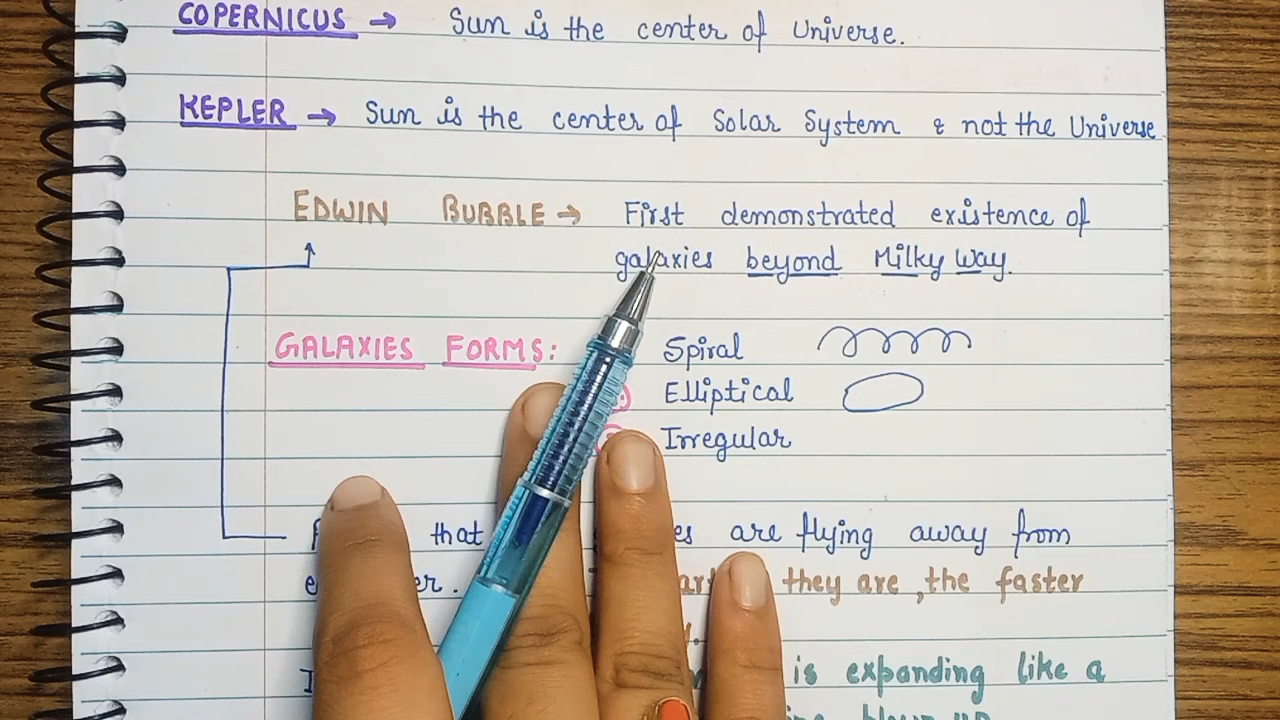 COPERNICUS → Sun is the center of Universe.
KEPLER → Sun is the center of Solar System & not the Universe
EDWIN BUBBLE → First demonstrated existence of
galaxies beyond Milky Way.
GALAXIES FORMS: Spiral
Elliptical
Irregular
that es are flying away from
er. they are, the faster
is expanding like a